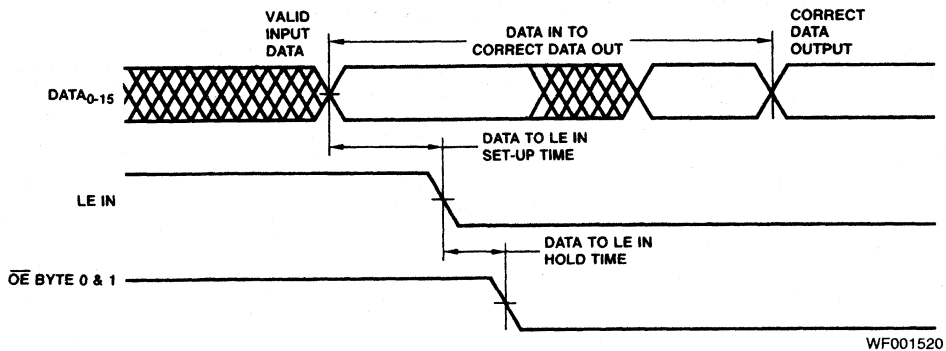 VALID
INPUT
DATA
DATA IN TO
CORRECT DATA OUT
CORRECT
DATA
OUTPUT
DATA0-15
DATA TO LE IN
SET-UP TIME
LE IN
DATA TO LE IN
HOLD TIME
OE BYTE 0 & 1
WF001520